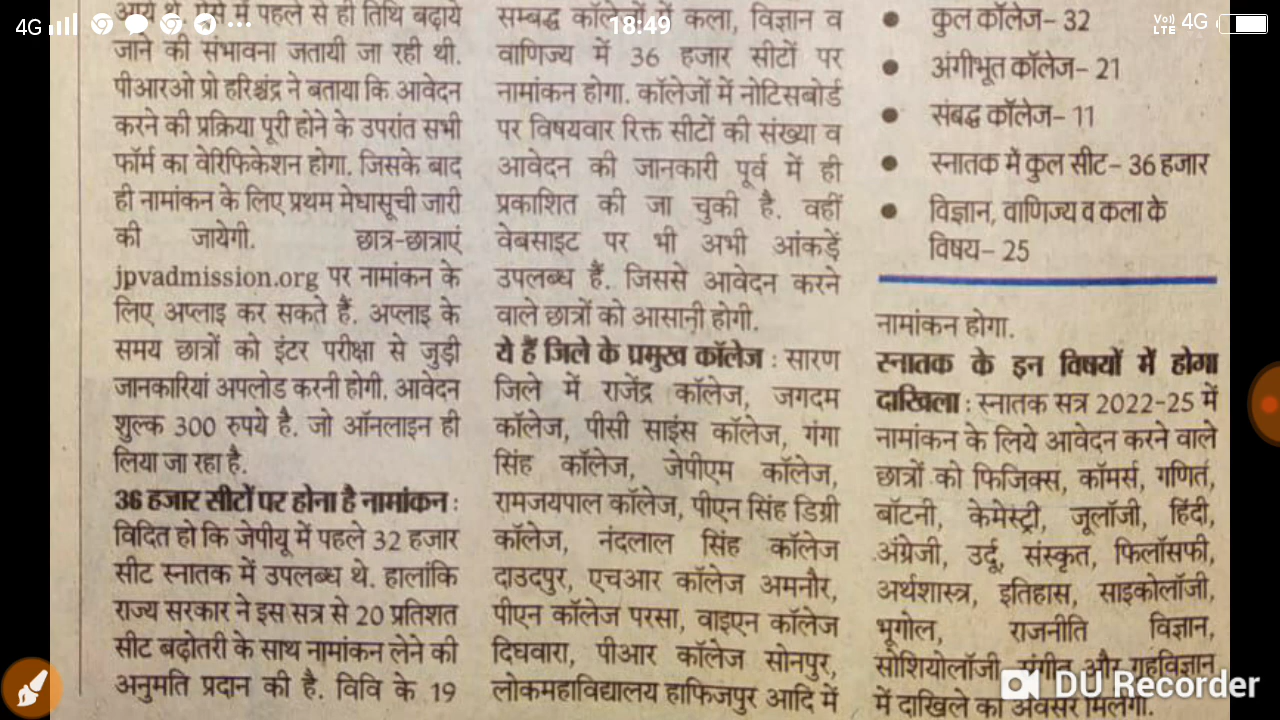 4G
18:49
Vo)) LTE 4G
जाने की संभावना जतायी जा रही थी.
पीआरओ प्रो हरिश्चंद्र ने बताया कि आवेदन
करने की प्रक्रिया पूरी होने के उपरांत सभी
फॉर्म का वेरिफिकेशन होगा. जिसके बाद
ही नामांकन के लिए प्रथम मेधासूची जारी
की जायेगी. छात्र-छात्राएं
jpvadmission.org पर नामांकन के
लिए अप्लाइ कर सकते हैं. अप्लाइ के
समय छात्रों को इंटर परीक्षा से जुड़ी
जानकारियां अपलोड करनी होगी. आवेदन
शुल्क 300 रुपये है. जो ऑनलाइन ही
लिया जा रहा है.
36 हजार सीटों पर होना है नामांकन :
विदित हो कि जेपीयू में पहले 32 हजार
सीट स्नातक में उपलब्ध थे. हालांकि
राज्य सरकार ने इस सत्र से 20 प्रतिशत
सीट बढ़ोतरी के साथ नामांकन लेने की
अनुमति प्रदान की है. विवि के 19
सम्बद्ध कॉलेजों में कला, विज्ञान व
वाणिज्य में 36 हजार सीटों पर
नामांकन होगा. कॉलेजों में नोटिसबोर्ड
पर विषयवार रिक्त सीटों की संख्या व
आवेदन की जानकारी पूर्व में ही
प्रकाशित की जा चुकी है. वहीं
वेबसाइट पर भी अभी आंकड़ें
उपलब्ध हैं. जिससे आवेदन करने
वाले छात्रों को आसानी होगी.
ये हैं जिले के प्रमुख कॉलेज : सारण
जिले में राजेंद्र कॉलेज, जगदम
कॉलेज, पीसी साइंस कॉलेज, गंगा
सिंह कॉलेज, जेपीएम कॉलेज,
रामजयपाल कॉलेज, पीएन सिंह डिग्री
कॉलेज, नंदलाल सिंह कॉलेज
दाउदपुर, एचआर कॉलेज अमनौर,
पीएन कॉलेज परसा, वाइएन कॉलेज
दिघवारा, पीआर कॉलेज सोनपुर,
लोकमहाविद्यालय हाफिजपुर आदि में
● कुल कॉलेज- 32
● अंगीभूत कॉलेज- 21
● संबद्ध कॉलेज- 11
● स्नातक में कुल सीट- 36 हजार
● विज्ञान, वाणिज्य व कला के
विषय- 25
नामांकन होगा.
स्नातक के इन विषयों में होगा
दाखिला : स्नातक सत्र 2022-25 में
नामांकन के लिये आवेदन करने वाले
छात्रों को फिजिक्स, कॉमर्स, गणित,
बॉटनी, केमेस्ट्री, जूलॉजी, हिंदी,
अंग्रेजी, उर्दू, संस्कृत, फिलॉसफी,
अर्थशास्त्र, इतिहास, साइकोलॉजी,
भूगोल, राजनीति विज्ञान,
सोशियोलॉजी, संगीत और गृहविज्ञान
में दाखिले का अवसर मिलेगा.
DU Recorder